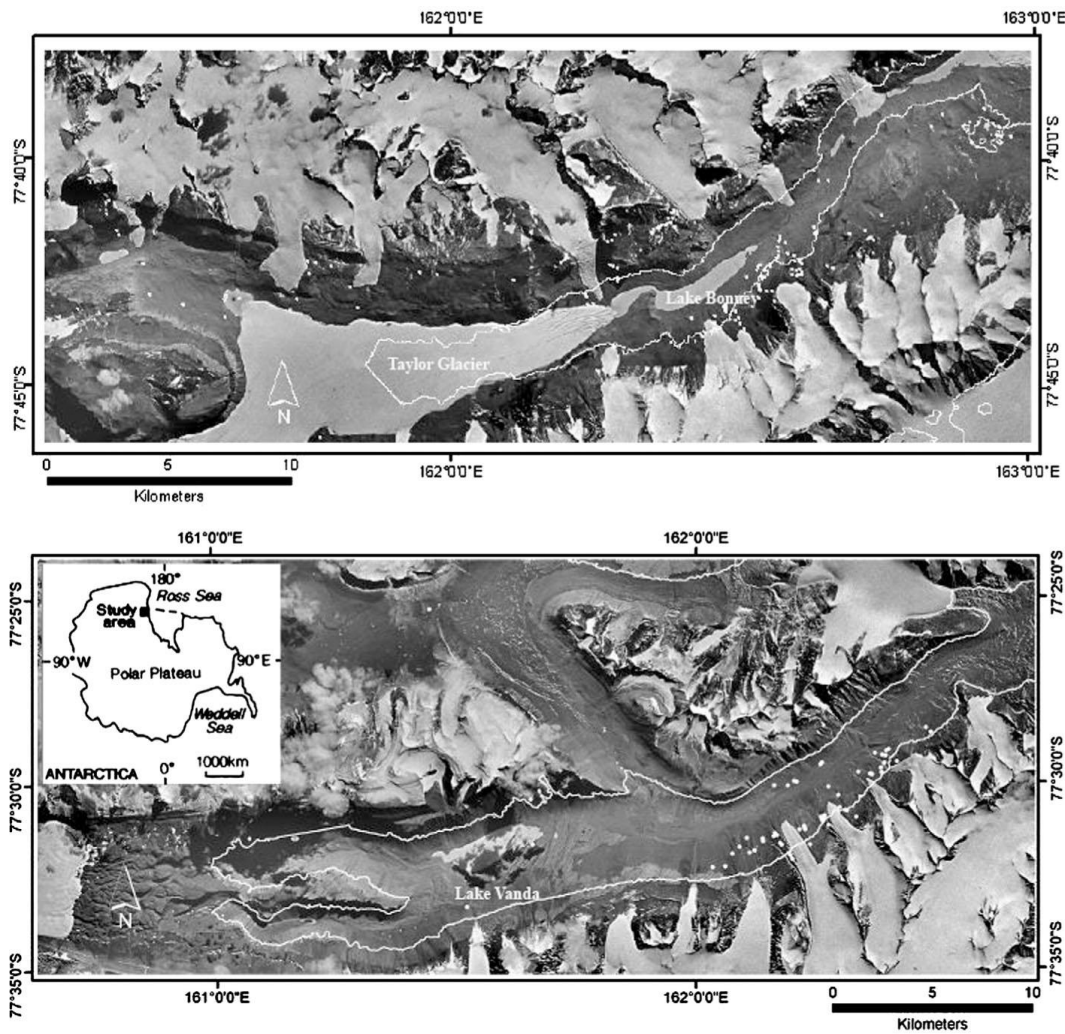 162°0'0"E
163°0'0"E
77°40'0"S
77°40'0"S
Lake Bonney
Taylor Glacier
77°45'0"S
77°45'0"S
N
0 5 10
Kilometers
162°0'0"E
163°0'0"E
161°0'0"E
162°0'0"E
77°25'0"S
77°25'0"S
180°
Ross Sea
Study
area
90°W
90°E
Polar Plateau
Weddell
Sea
ANTARCTICA
0°
1000km
77°30'0"S
77°30'0"S
Lake Vanda
N
77°35'0"S
77°35'0"S
161°0'0"E
162°0'0"E
0 5 10
Kilometers